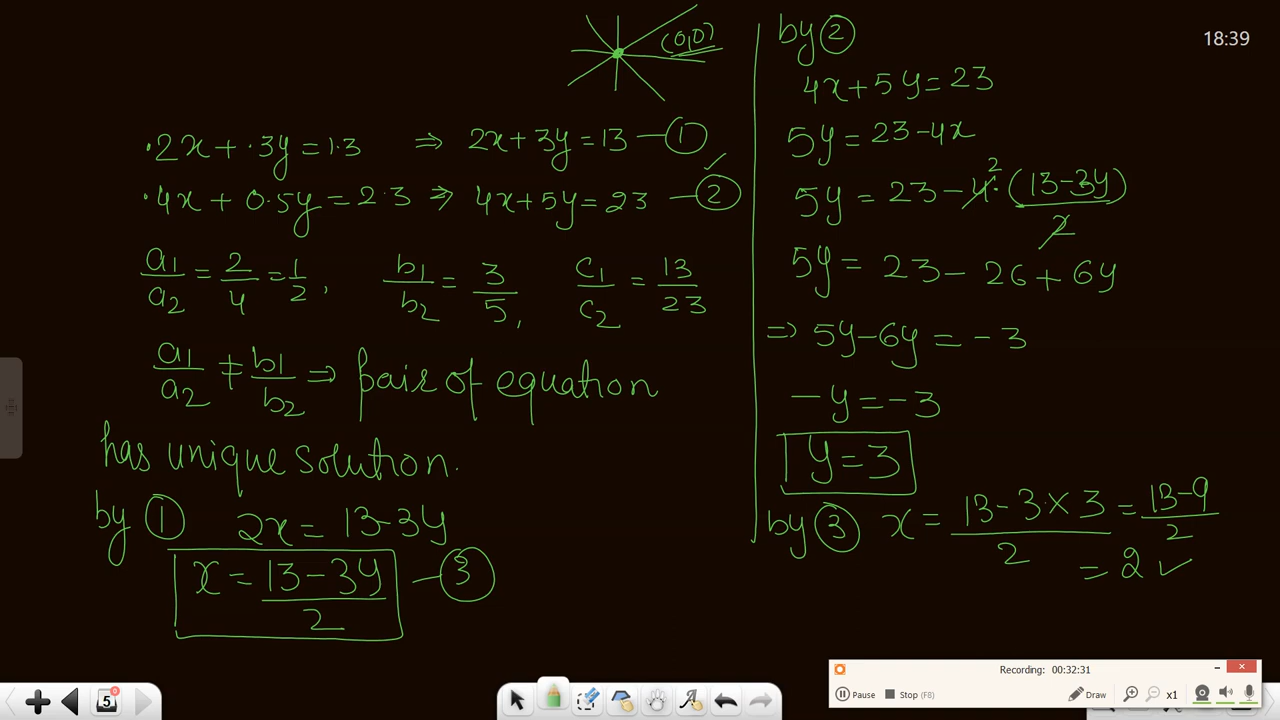 (0,0)
.2x + .3y = 1.3 ⇒ 2x + 3y = 13 — ①
.4x + 0.5y = 2.3 ⇒ 4x + 5y = 23 — ②
a1/a2 = 2/4 = 1/2, b1/b2 = 3/5, c1/c2 = 13/23
a1/a2 ≠ b1/b2 ⇒ pair of equation
has unique solution.
by ① 2x = 13 - 3y
x = (13 - 3y)/2 — ③
by ②
4x + 5y = 23
5y = 23 - 4x
5y = 23 - 4² · (13 - 3y)/2
5y = 23 - 26 + 6y
⇒ 5y - 6y = -3
-y = -3
y = 3
by ③ x = (13 - 3 × 3)/2 = (13 - 9)/2
= 2 ✓
18:39
5
0
Recording: 00:32:31
Pause Stop (F8) Draw x1